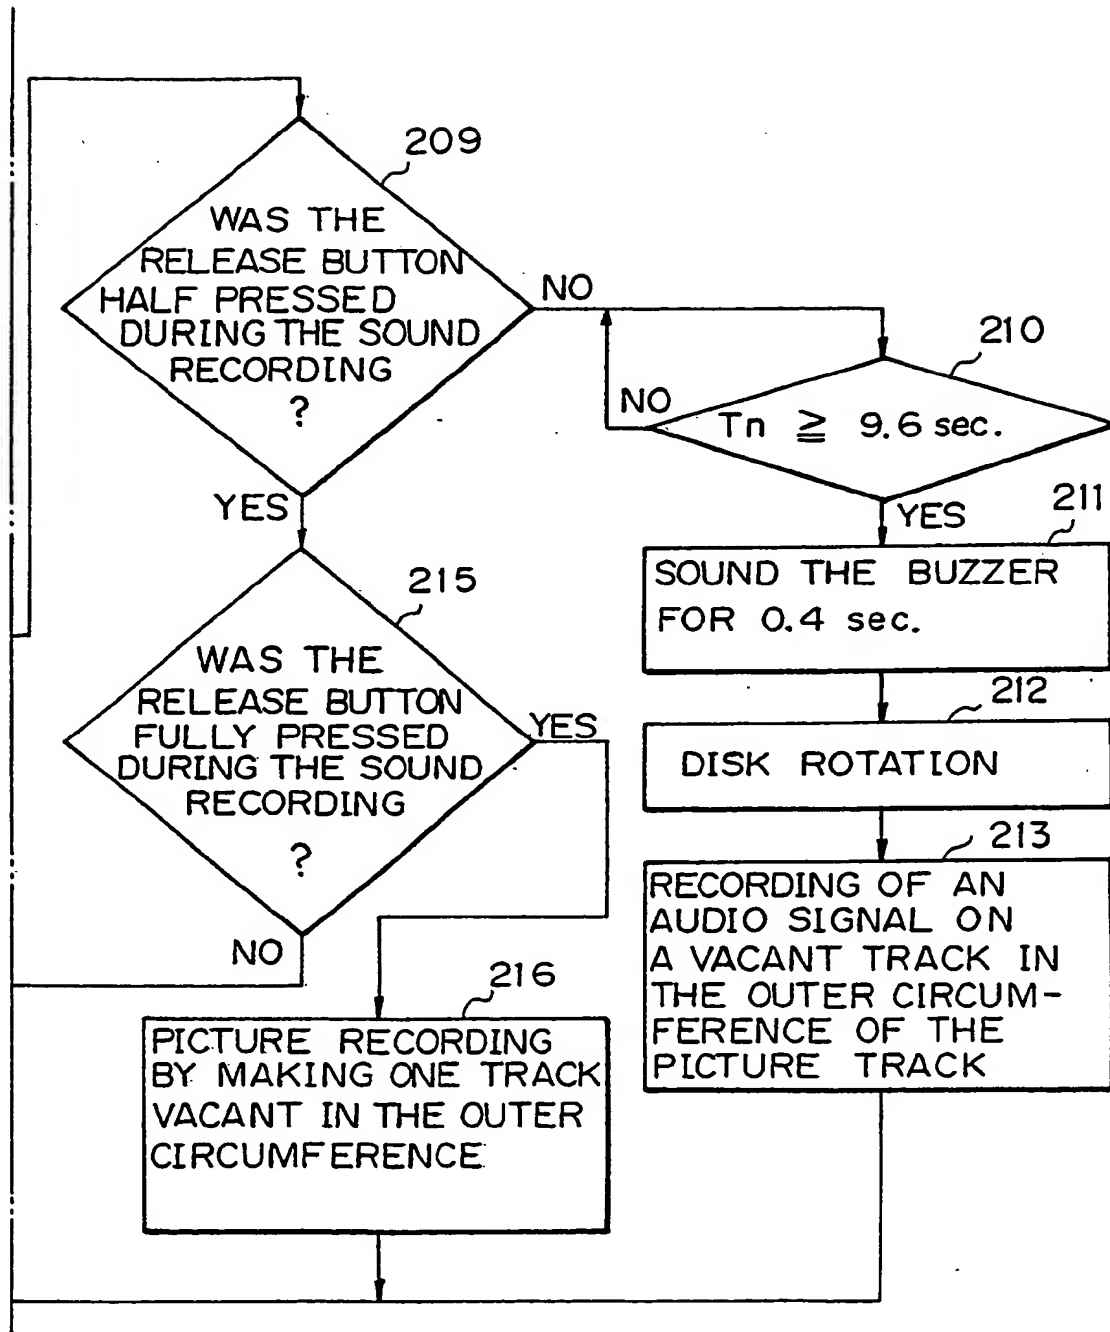 209
WAS THE
RELEASE BUTTON
HALF PRESSED
DURING THE SOUND
RECORDING
?
NO
YES
210
NO
Tn ≧ 9.6 sec.
YES
211
SOUND THE BUZZER
FOR 0.4 sec.
212
DISK ROTATION
213
RECORDING OF AN
AUDIO SIGNAL ON
A VACANT TRACK IN
THE OUTER CIRCUM-
FERENCE OF THE
PICTURE TRACK
215
WAS THE
RELEASE BUTTON
FULLY PRESSED
DURING THE SOUND
RECORDING
?
YES
NO
216
PICTURE RECORDING
BY MAKING ONE TRACK
VACANT IN THE OUTER
CIRCUMFERENCE